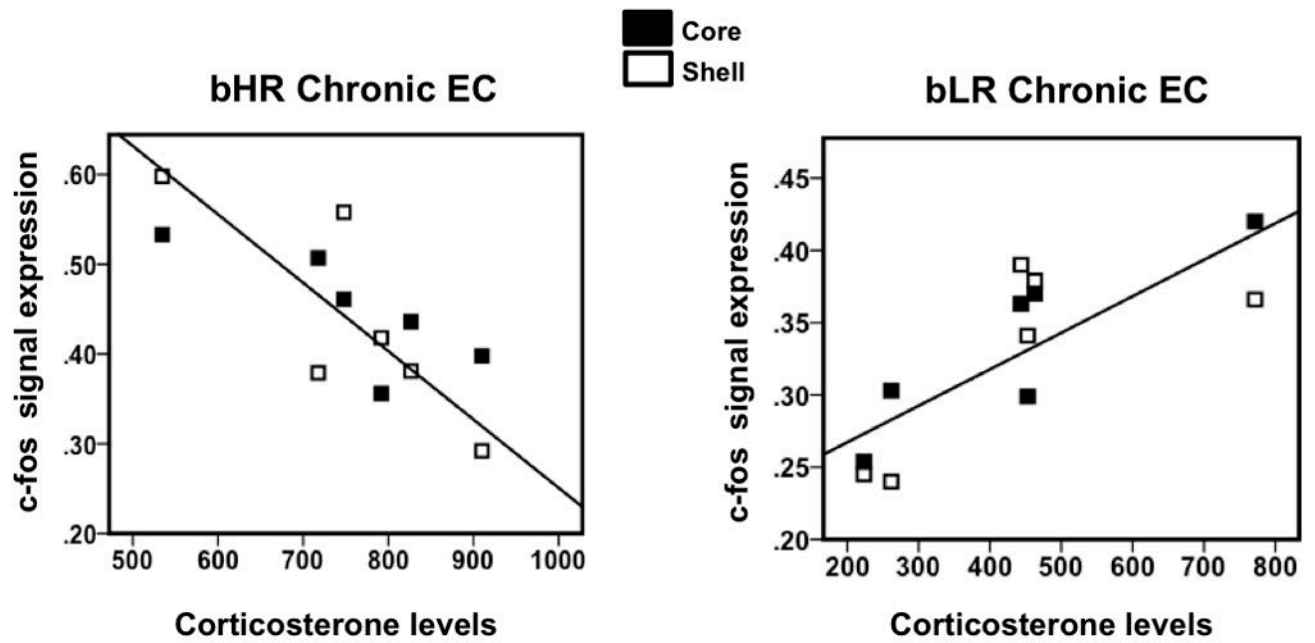 Core
Shell
bHR Chronic EC
c-fos signal expression
.60
.50
.40
.30
.20
500 600 700 800 900 1000
Corticosterone levels
bLR Chronic EC
c-fos signal expression
.45
.40
.35
.30
.25
.20
200 300 400 500 600 700 800
Corticosterone levels